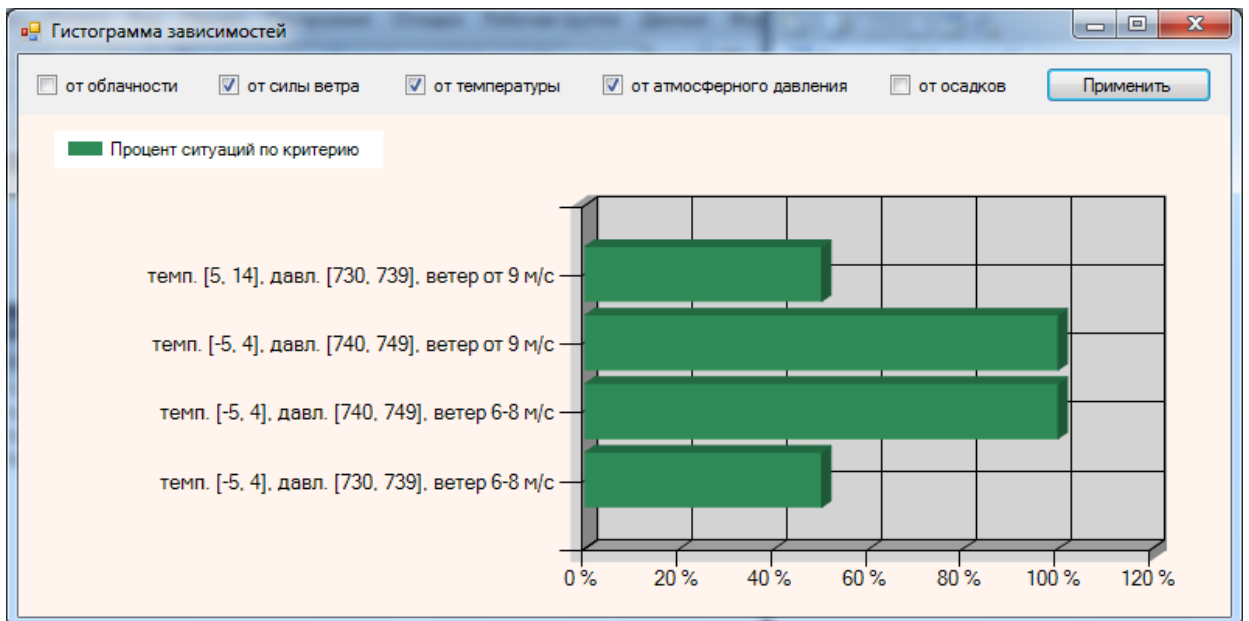 Гистограмма зависимостей
от облачности от силы ветра от температуры от атмосферного давления от осадков Применить
Процент ситуаций по критерию
темп. [5, 14], давл. [730, 739], ветер от 9 м/с
темп. [-5, 4], давл. [740, 749], ветер от 9 м/с
темп. [-5, 4], давл. [740, 749], ветер 6-8 м/с
темп. [-5, 4], давл. [730, 739], ветер 6-8 м/с
0 % 20 % 40 % 60 % 80 % 100 % 120 %